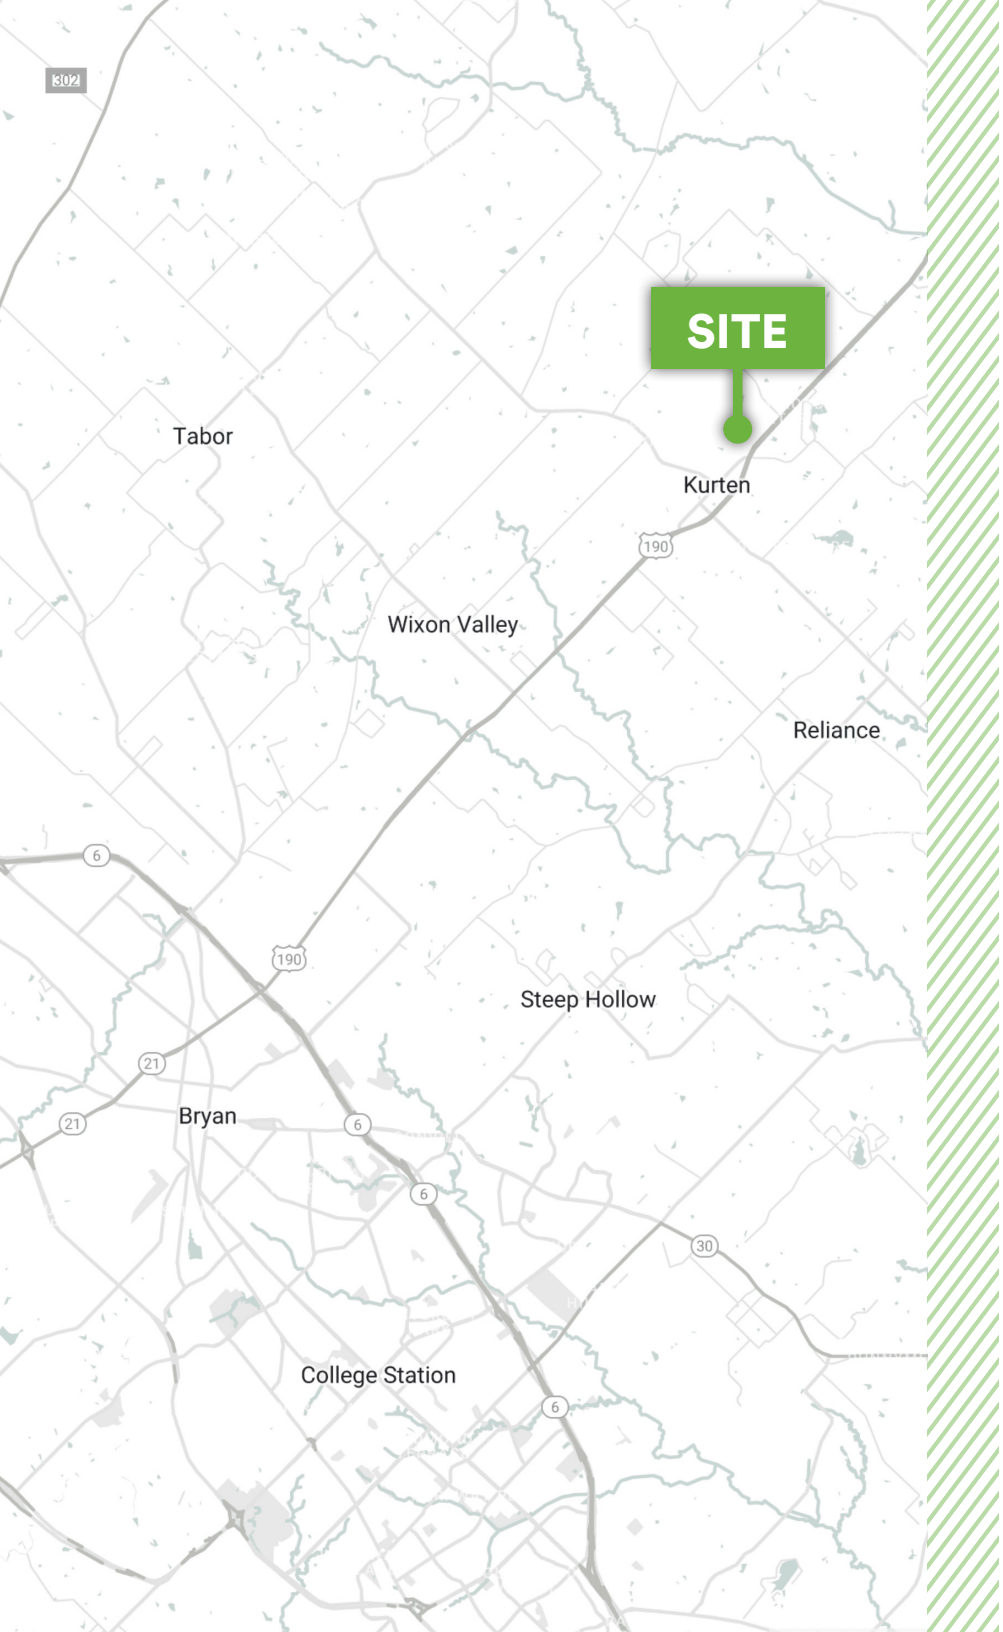 302
SITE
Tabor
Kurten
190
Wixon Valley
Reliance
6
190
Steep Hollow
21
Bryan
21
6
6
30
College Station
6